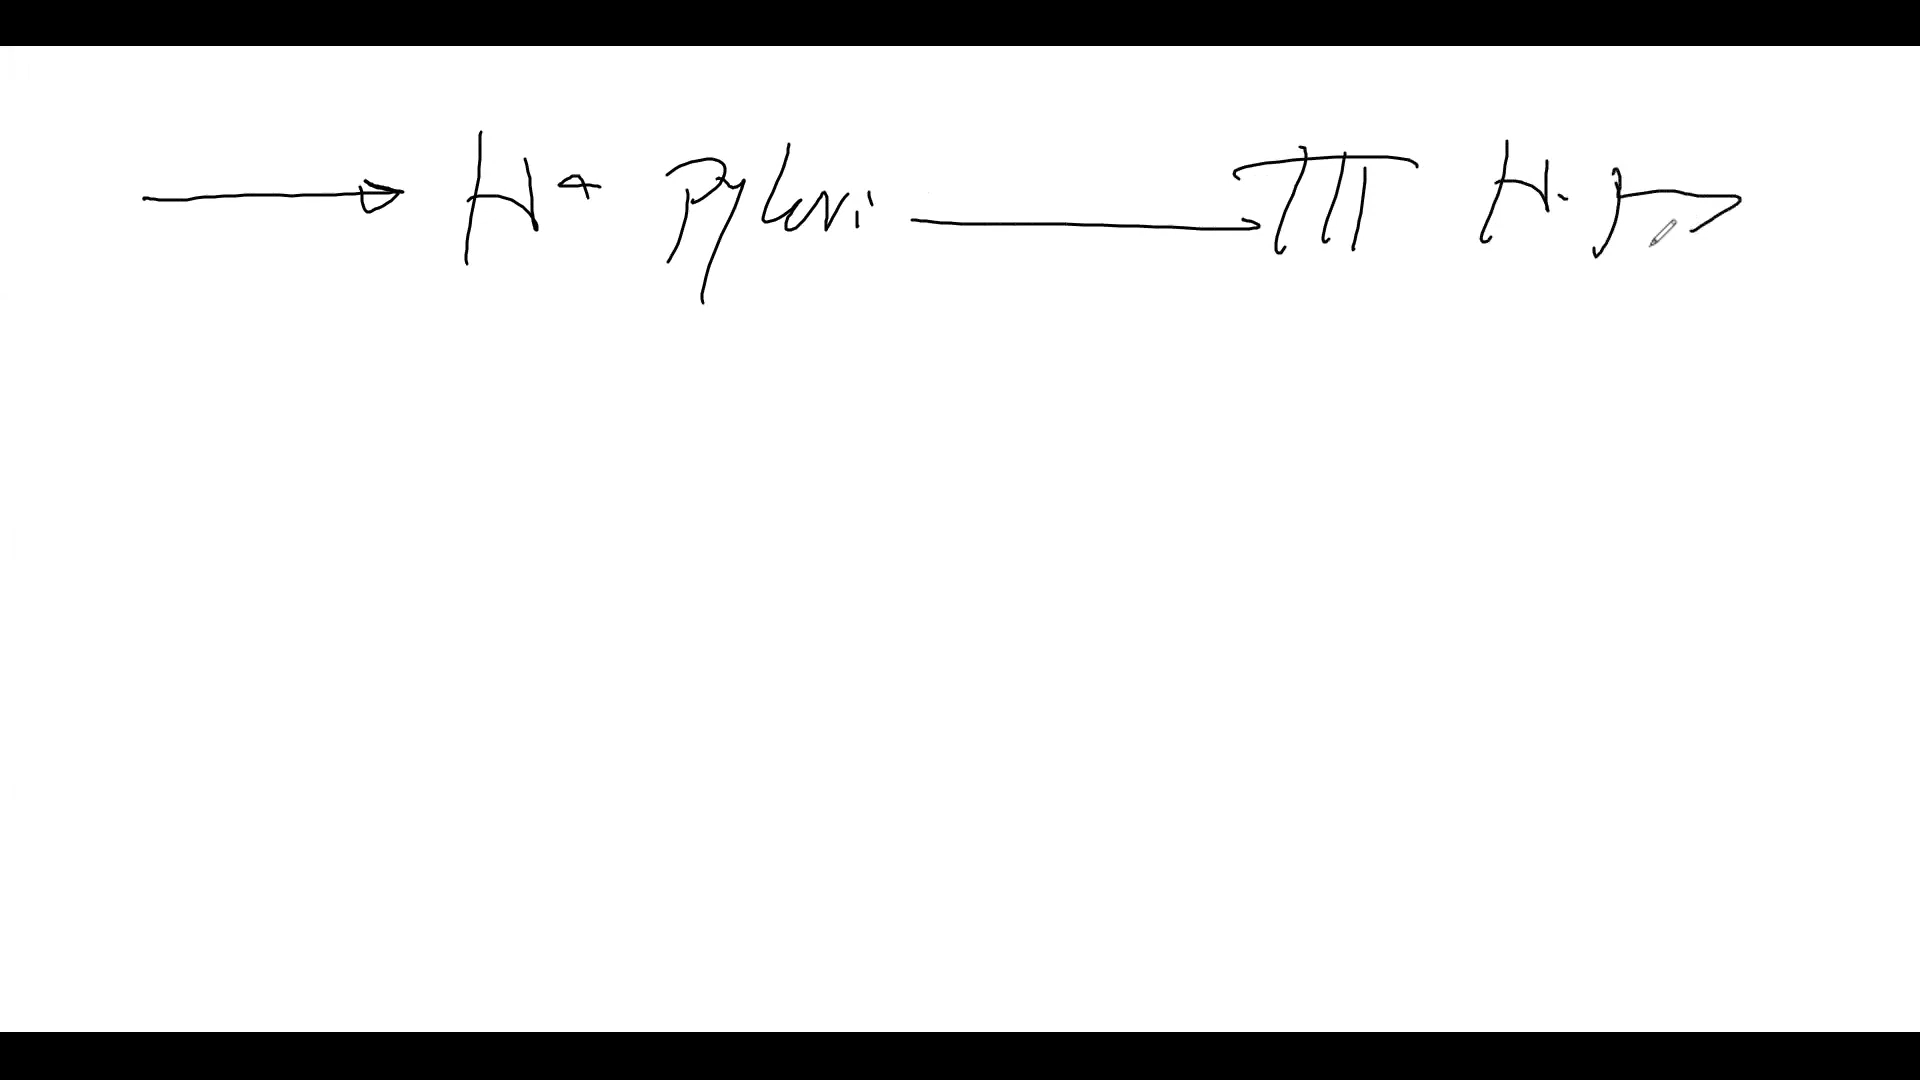 → H. Pylori → TTT H. P